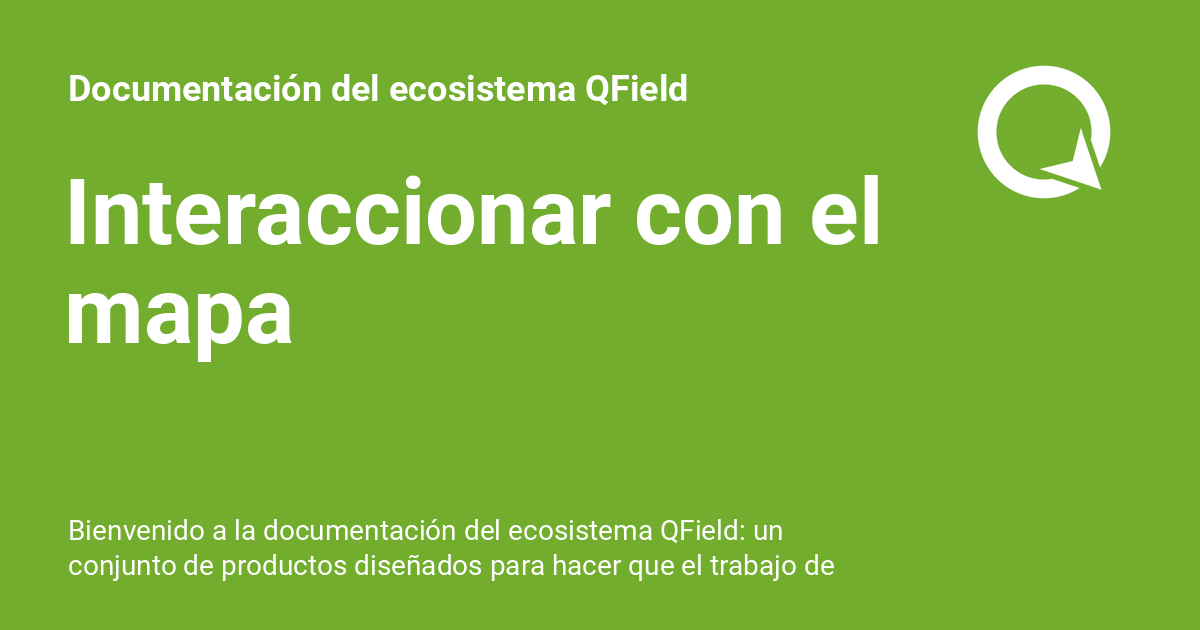 Documentación del ecosistema QField
Interaccionar con el
mapa
Bienvenido a la documentación del ecosistema QField: un
conjunto de productos diseñados para hacer que el trabajo de